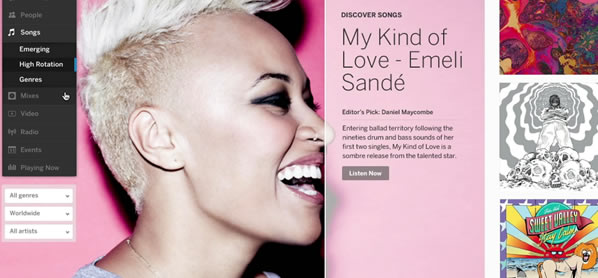 People
Songs
Emerging
High Rotation
Genres
Mixes
Video
Radio
Events
Playing Now
All genres
Worldwide
All artists
DISCOVER SONGS
My Kind of
Love - Emeli
Sandé
Editor's Pick: Daniel Maycombe
Entering ballad territory following the
nineties drum and bass sounds of her
first two singles, My Kind of Love is a
sombre release from the talented star.
Listen Now
SWEET VALLEY